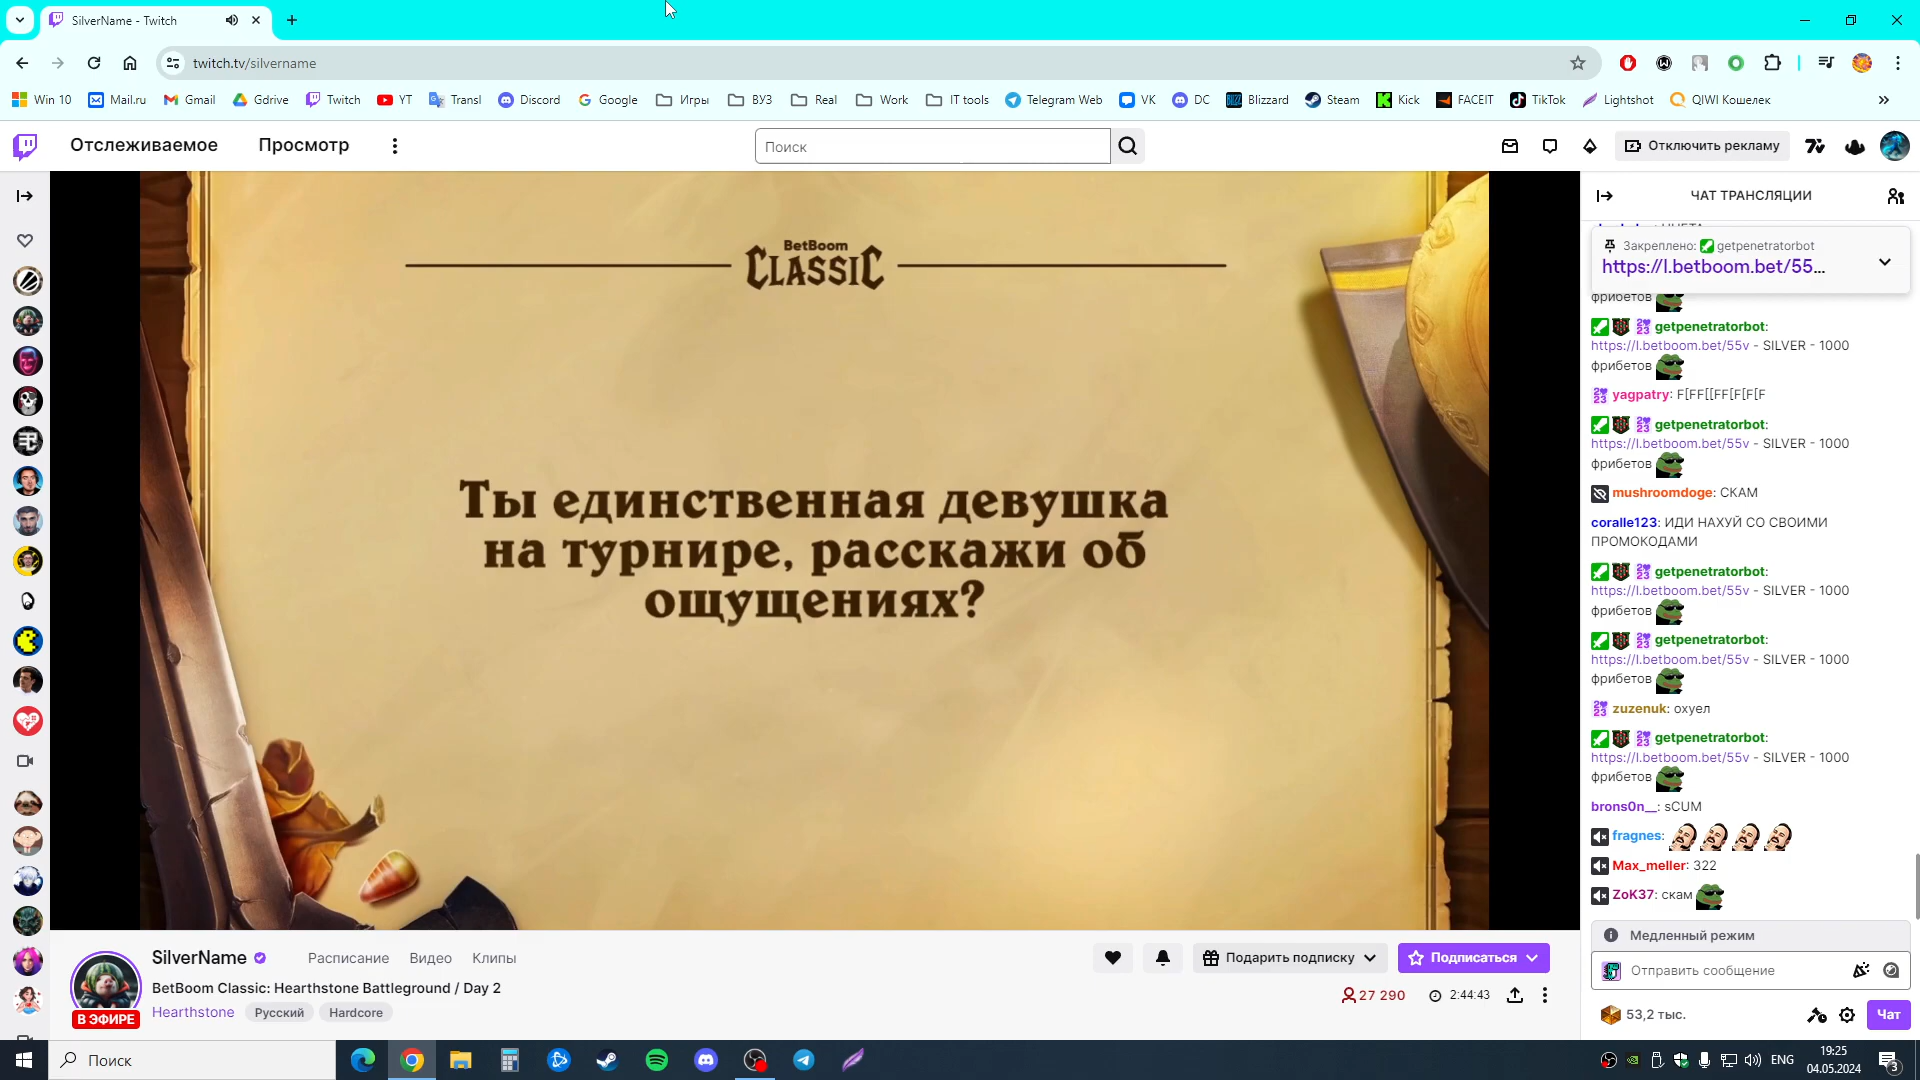 SilverName - Twitch
twitch.tv/silvername
Win 10
Mail.ru
Gmail
Gdrive
Twitch
YT
Transl
Discord
Google
Игры
ВУЗ
Real
Work
IT tools
Telegram Web
VK
DC
Blizzard
Steam
Kick
FACEIT
TikTok
Lightshot
QIWI Кошелек
Отслеживаемое
Просмотр
Поиск
Отключить рекламу
BetBoom
CLASSIC
Ты единственная девушка
на турнире, расскажи об
ощущениях?
ЧАТ ТРАНСЛЯЦИИ
Закреплено: getpenetratorbot
https://l.betboom.bet/55...
фрибетов
getpenetratorbot:
https://l.betboom.bet/55v - SILVER - 1000
фрибетов
yagpatry: F[FF[[FF[F[F[F
getpenetratorbot:
https://l.betboom.bet/55v - SILVER - 1000
фрибетов
mushroomdoge: СКАМ
coralle123: ИДИ НАХУЙ СО СВОИМИ
ПРОМОКОДАМИ
getpenetratorbot:
https://l.betboom.bet/55v - SILVER - 1000
фрибетов
getpenetratorbot:
https://l.betboom.bet/55v - SILVER - 1000
фрибетов
zuzenuk: охуел
getpenetratorbot:
https://l.betboom.bet/55v - SILVER - 1000
фрибетов
brons0n__: sCUM
fragnes:
Max_meller: 322
ZoK37: скам
Медленный режим
Отправить сообщение
53,2 тыс.
Чат
SilverName
Расписание
Видео
Клипы
BetBoom Classic: Hearthstone Battleground / Day 2
Hearthstone
Русский
Hardcore
В ЭФИРЕ
Подарить подписку
Подписаться
27 290
2:44:43
Поиск
ENG
19:25
04.05.2024
3